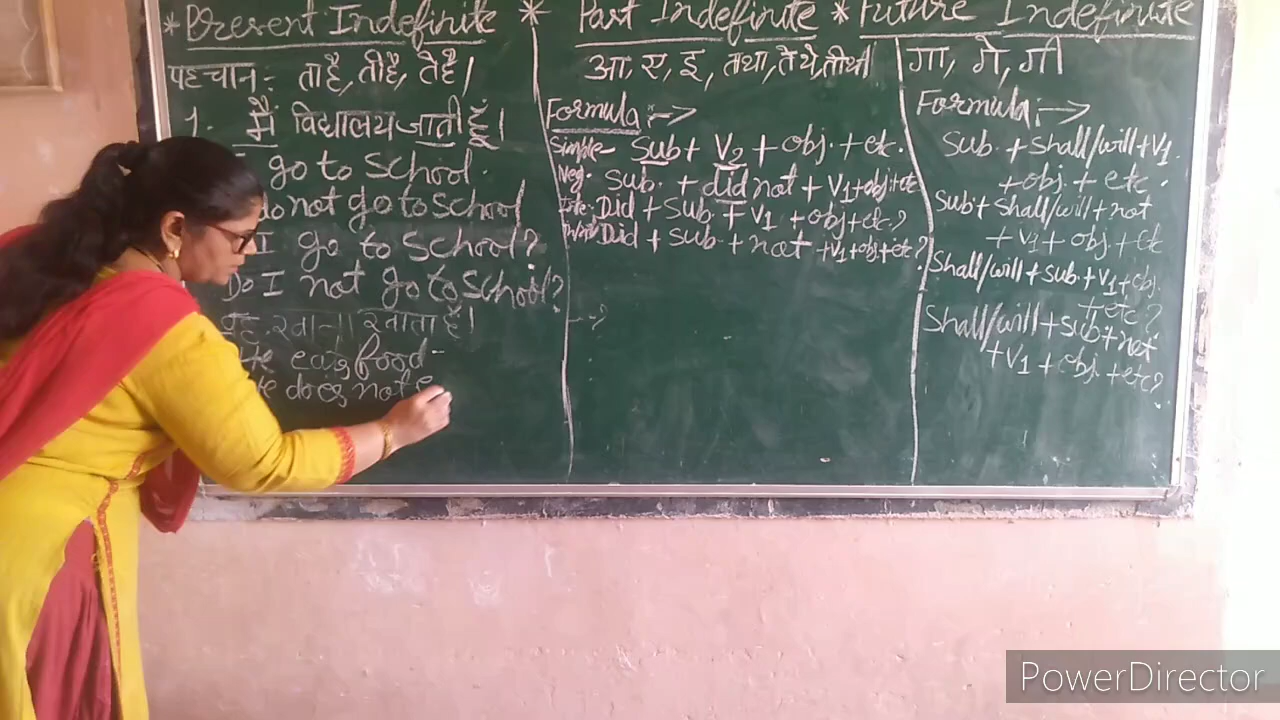 * Present Indefinite *
पहचान: ता है, ती है, ते है।
1. मैं विद्यालय जाती हूँ।
I go to School.
do not go to School
I go to School?
Do I not go to School?
वह खाना खाता है।
He eats food
does not e
Past Indefinite *
आ, ए, इ, ता था, ते थे, ती थी
Formula :->
Simple- Sub + V2 + obj. + etc.
Neg. Sub. + did not + V1 + obj + etc
Inte. Did + Sub + V1 + obj + etc?
Did + Sub + not + V1 + obj + etc?
- - ?
Future Indefinite
गा, गे, गी
Formula :->
Sub. + Shall/will + V1.
+ obj. + etc.
Sub + Shall/will + not
+ V1 + obj. + etc
Shall/will + sub. + V1 + obj.
+ etc?
Shall/will + sub + not
+ V1 + obj. + etc?
PowerDirector